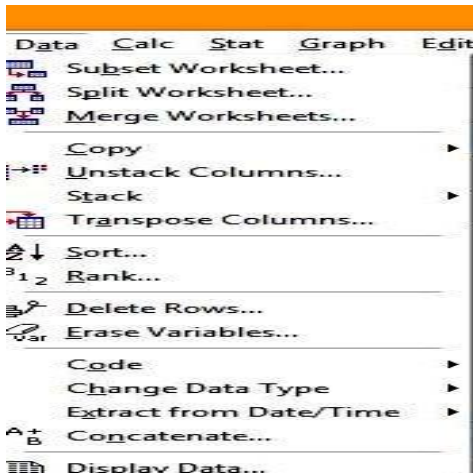 Data Calc Stat Graph Edit
Subset Worksheet...
Split Worksheet...
Merge Worksheets...
Copy
Unstack Columns...
Stack
Transpose Columns...
Sort...
Rank...
Delete Rows...
Erase Variables...
Code
Change Data Type
Extract from Date/Time
Concatenate...
Display Data...